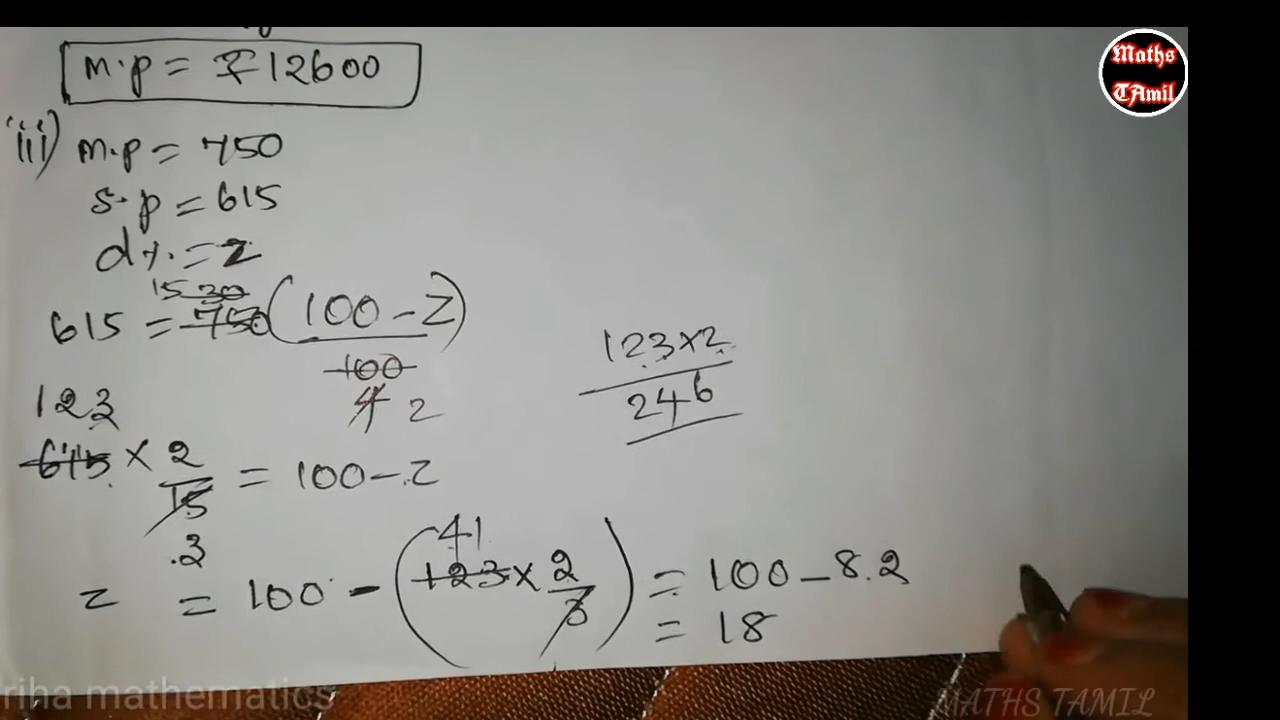 m.p = ₹12600
iii) m.p = 750
s.p = 615
d%. = z
15 30
615 = 750 (100 - z)
100
4 2
123
615 × 2 = 100 - z
15
3
41
z = 100 - (123 × 2) = 100 - 8.2
3
= 18
123×2
246
Maths
TAmil
riha mathematics
MATHS TAMIL